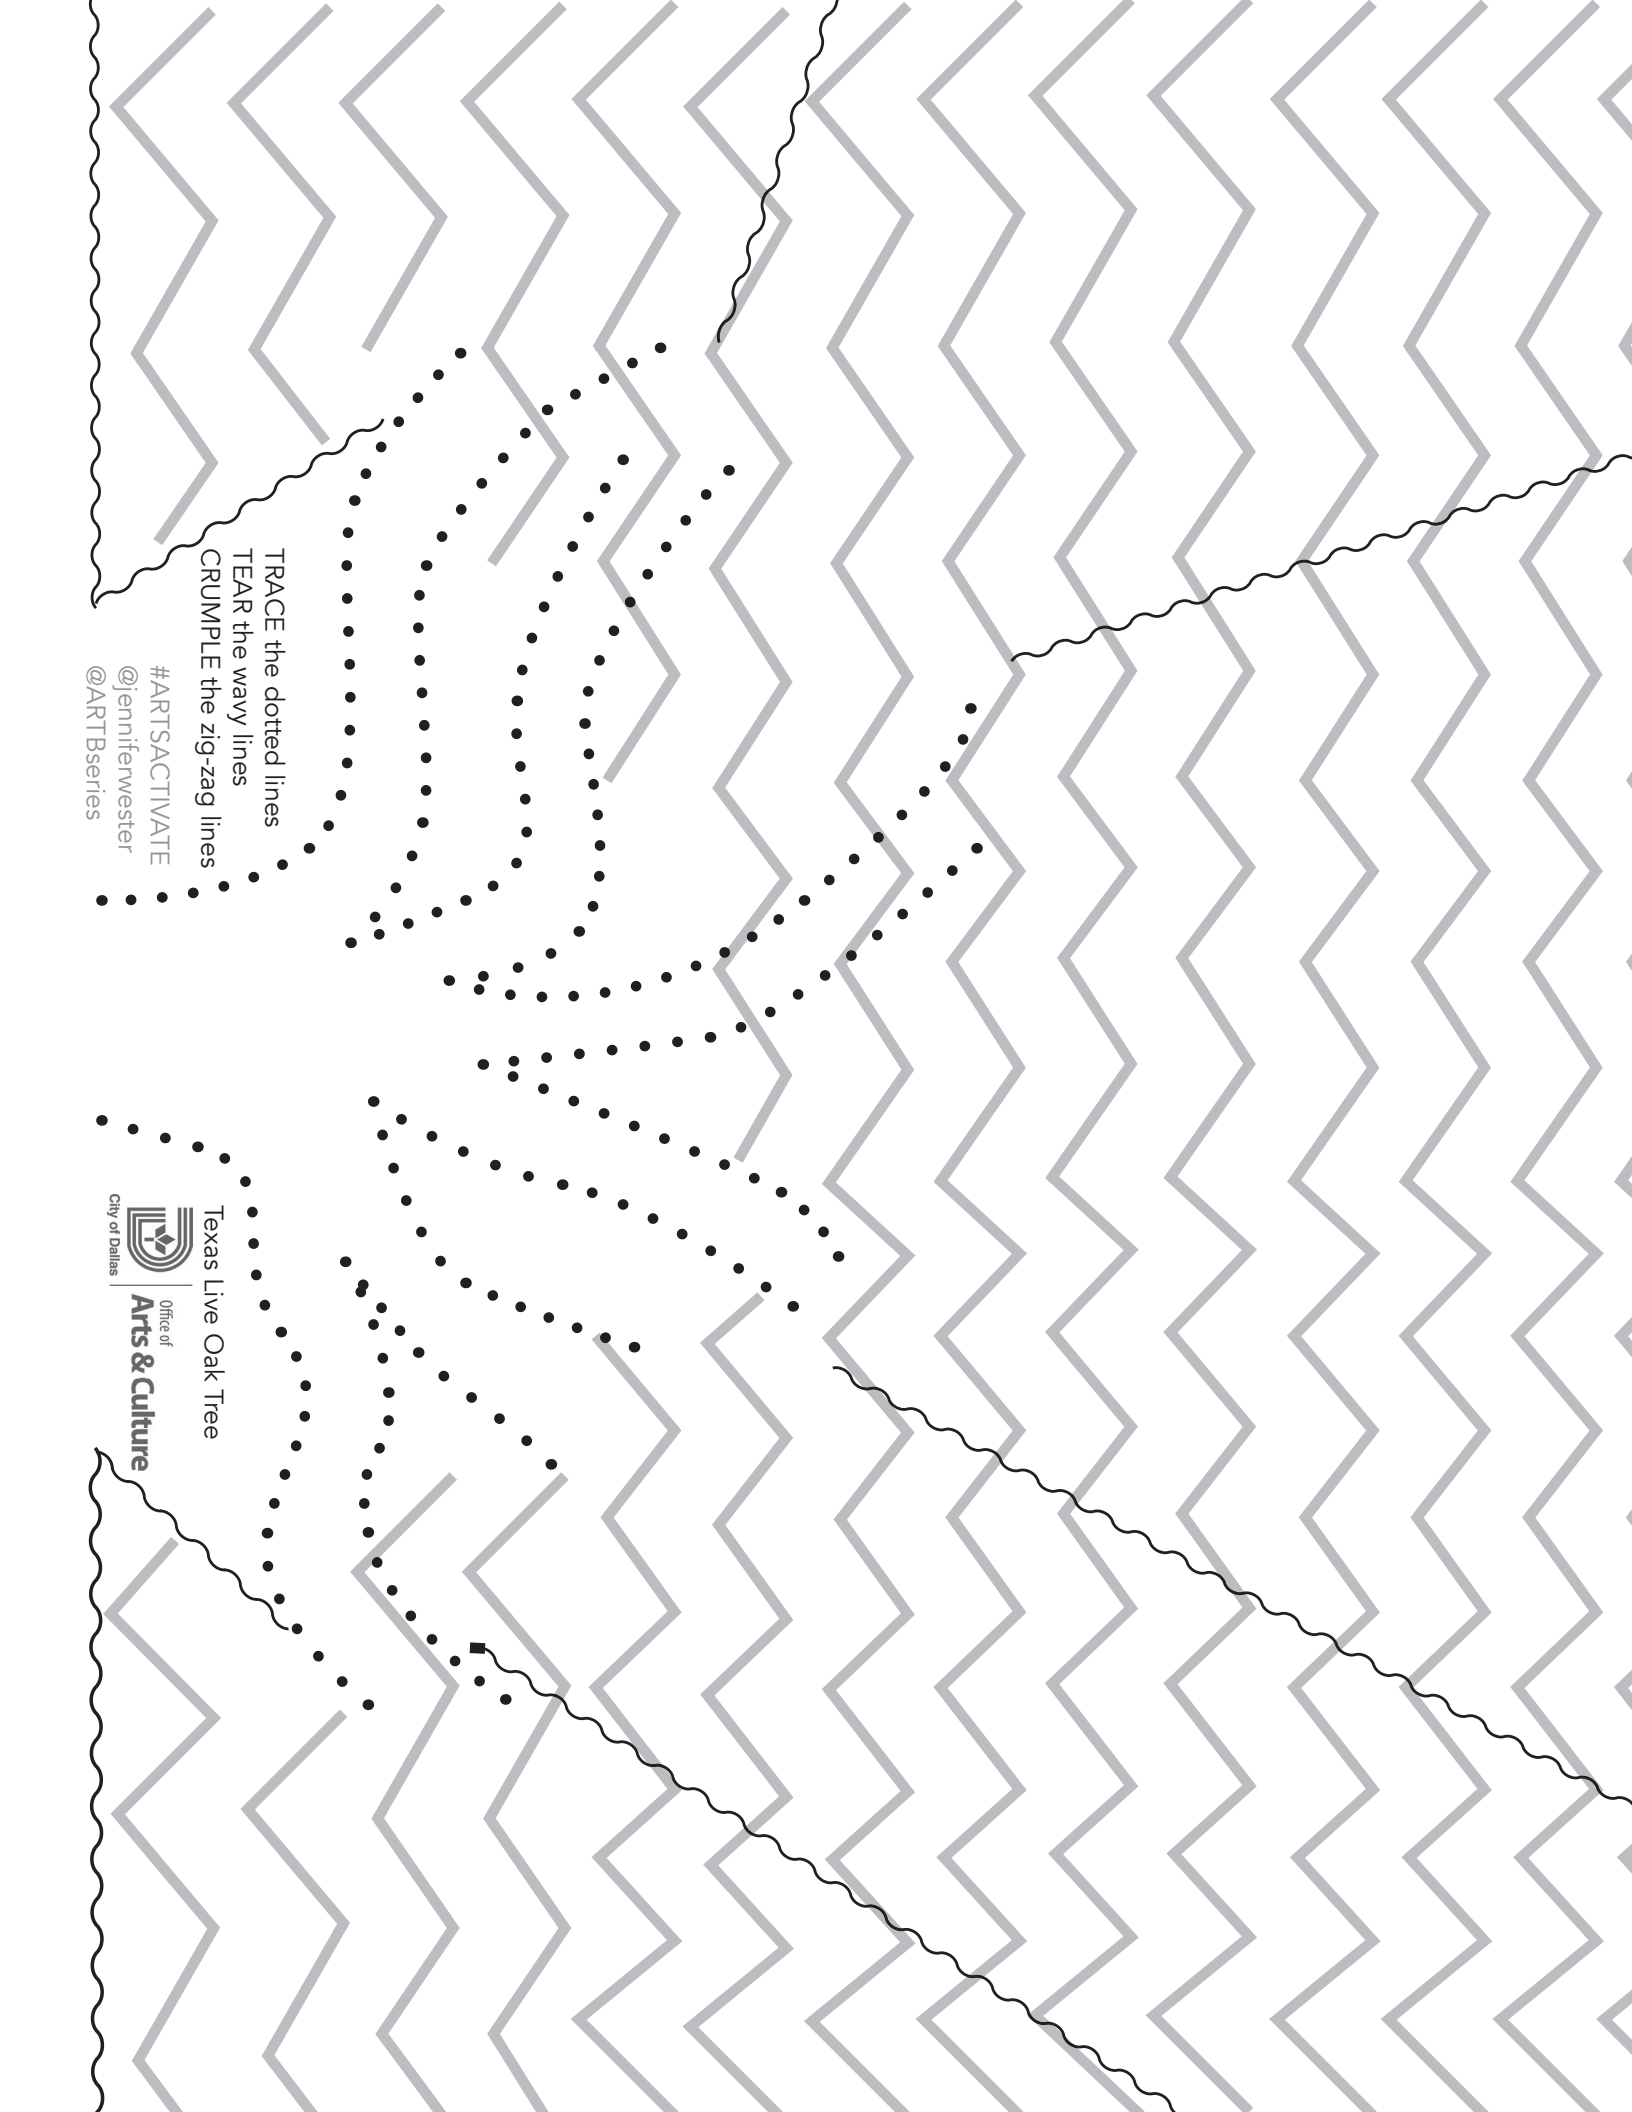 TRACE the dotted lines
TEAR the wavy lines
CRUMPLE the zig-zag lines
#ARTSACTIVATE
@jenniferwester
@ARTBseries
Texas Live Oak Tree
City of Dallas
Office of
Arts & Culture